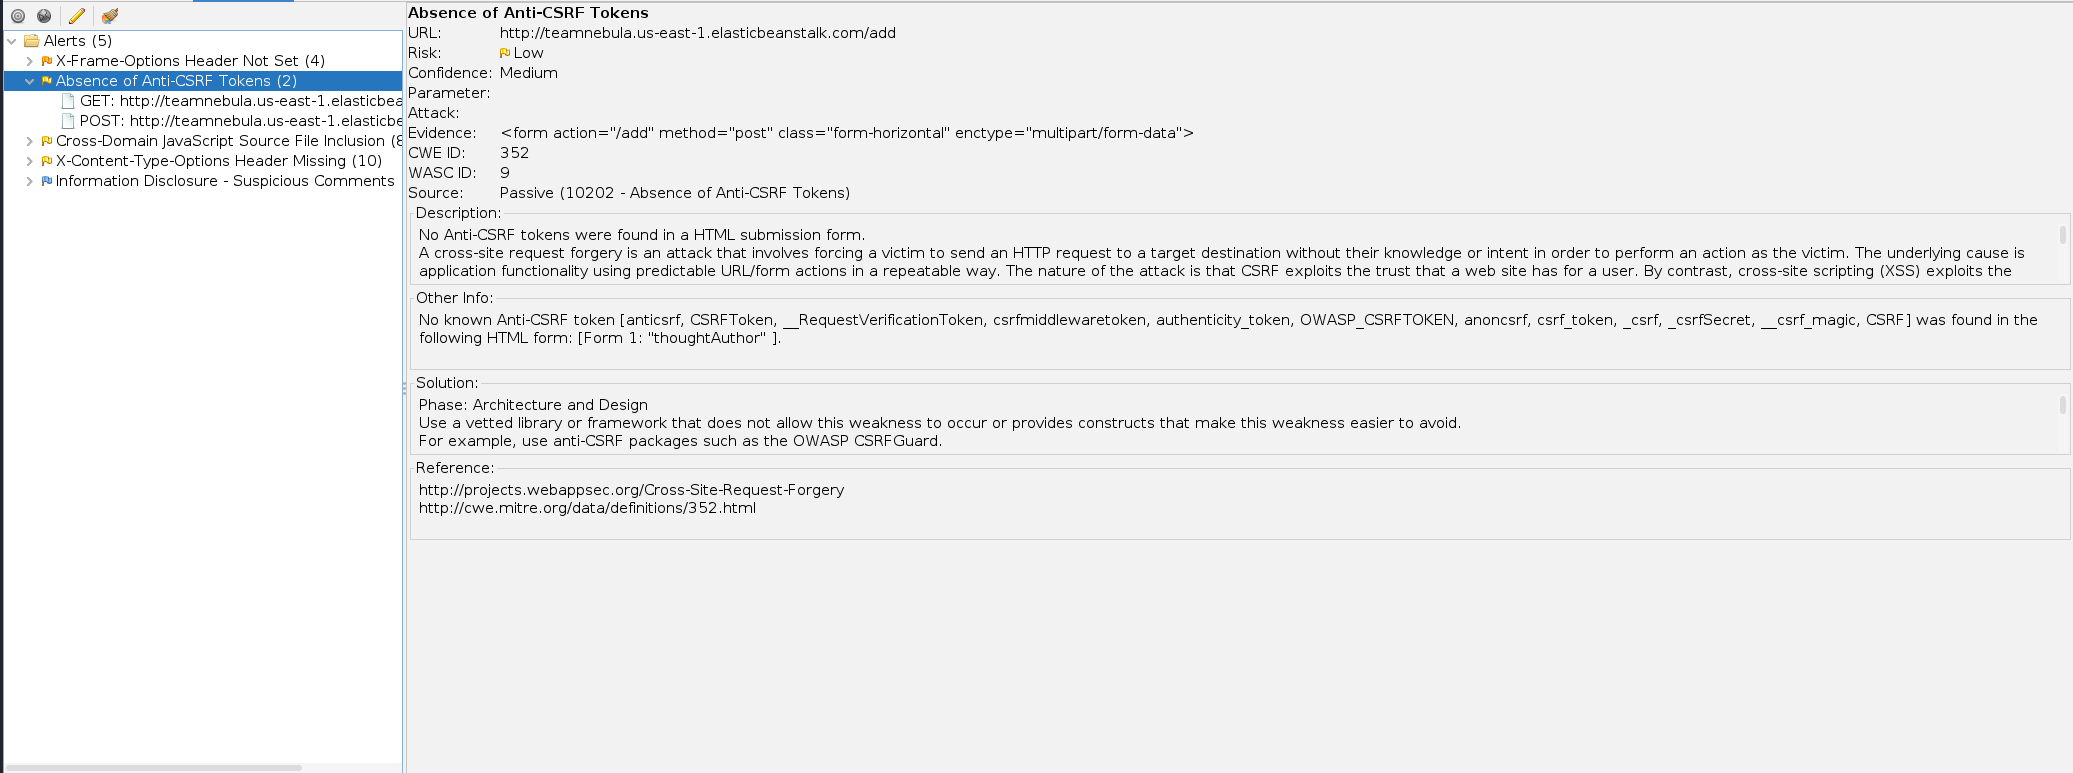 Alerts (5)
X-Frame-Options Header Not Set (4)
Absence of Anti-CSRF Tokens (2)
GET: http://teamnebula.us-east-1.elasticbea
POST: http://teamnebula.us-east-1.elasticbe
Cross-Domain JavaScript Source File Inclusion (8
X-Content-Type-Options Header Missing (10)
Information Disclosure - Suspicious Comments
Absence of Anti-CSRF Tokens
URL: http://teamnebula.us-east-1.elasticbeanstalk.com/add
Risk: Low
Confidence: Medium
Parameter:
Attack:
Evidence: <form action="/add" method="post" class="form-horizontal" enctype="multipart/form-data">
CWE ID: 352
WASC ID: 9
Source: Passive (10202 - Absence of Anti-CSRF Tokens)
Description:
No Anti-CSRF tokens were found in a HTML submission form.
A cross-site request forgery is an attack that involves forcing a victim to send an HTTP request to a target destination without their knowledge or intent in order to perform an action as the victim. The underlying cause is
application functionality using predictable URL/form actions in a repeatable way. The nature of the attack is that CSRF exploits the trust that a web site has for a user. By contrast, cross-site scripting (XSS) exploits the
Other Info:
No known Anti-CSRF token [anticsrf, CSRFToken, __RequestVerificationToken, csrfmiddlewaretoken, authenticity_token, OWASP_CSRFTOKEN, anoncsrf, csrf_token, _csrf, _csrfSecret, __csrf_magic, CSRF] was found in the
following HTML form: [Form 1: "thoughtAuthor" ].
Solution:
Phase: Architecture and Design
Use a vetted library or framework that does not allow this weakness to occur or provides constructs that make this weakness easier to avoid.
For example, use anti-CSRF packages such as the OWASP CSRFGuard.
Reference:
http://projects.webappsec.org/Cross-Site-Request-Forgery
http://cwe.mitre.org/data/definitions/352.html